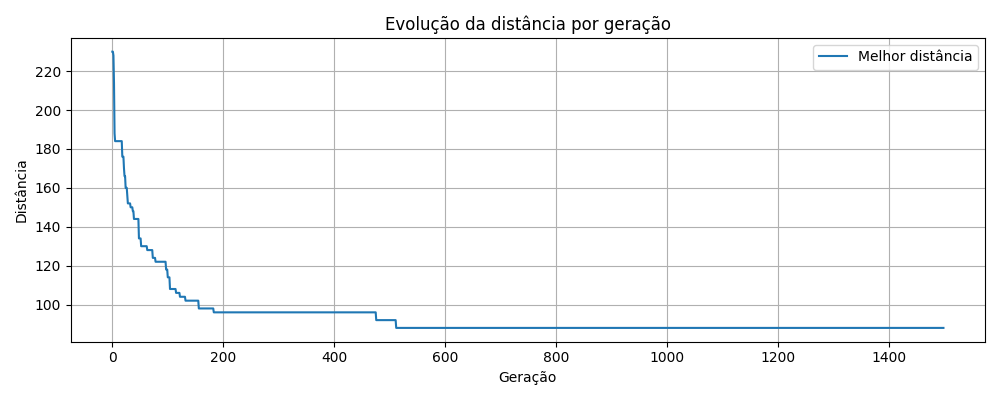 Evolução da distância por geração
Melhor distância
Distância
220
200
180
160
140
120
100
0 200 400 600 800 1000 1200 1400
Geração